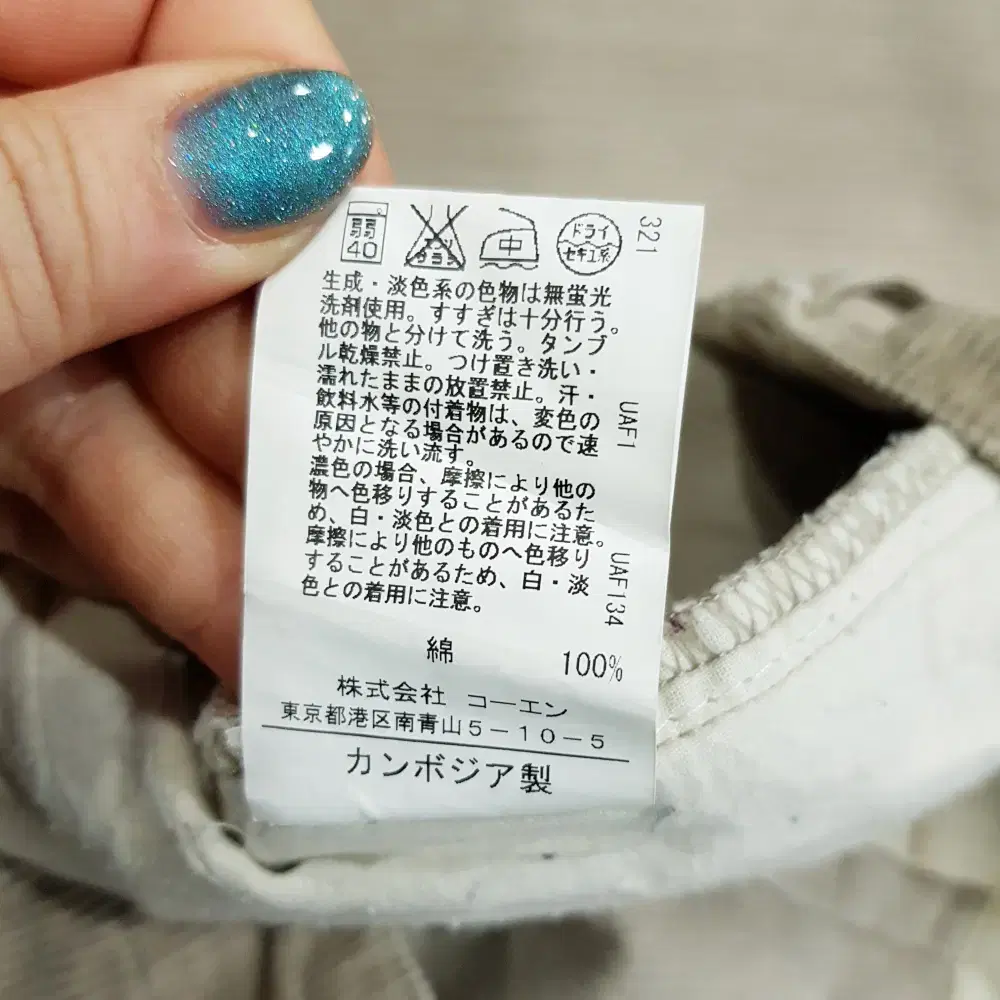 弱
40
エンソ
サラシ
中
ドライ
セキユ系
321
生成・淡色系の色物は無蛍光
洗剤使用。すすぎは十分行う。
他の物と分けて洗う。タンブ
ル乾燥禁止。つけ置き洗い・
濡れたままの放置禁止。汗・
飲料水等の付着物は、変色の
原因となる場合があるので速
やかに洗い流す。
濃色の場合、摩擦により他の
物へ色移りすることがあるた
め、白・淡色との着用に注意。
摩擦により他のものへ色移り
することがあるため、白・淡
色との着用に注意。
UAF1
UAF134
綿 100%
株式会社 コーエン
東京都港区南青山5-10-5
カンボジア製